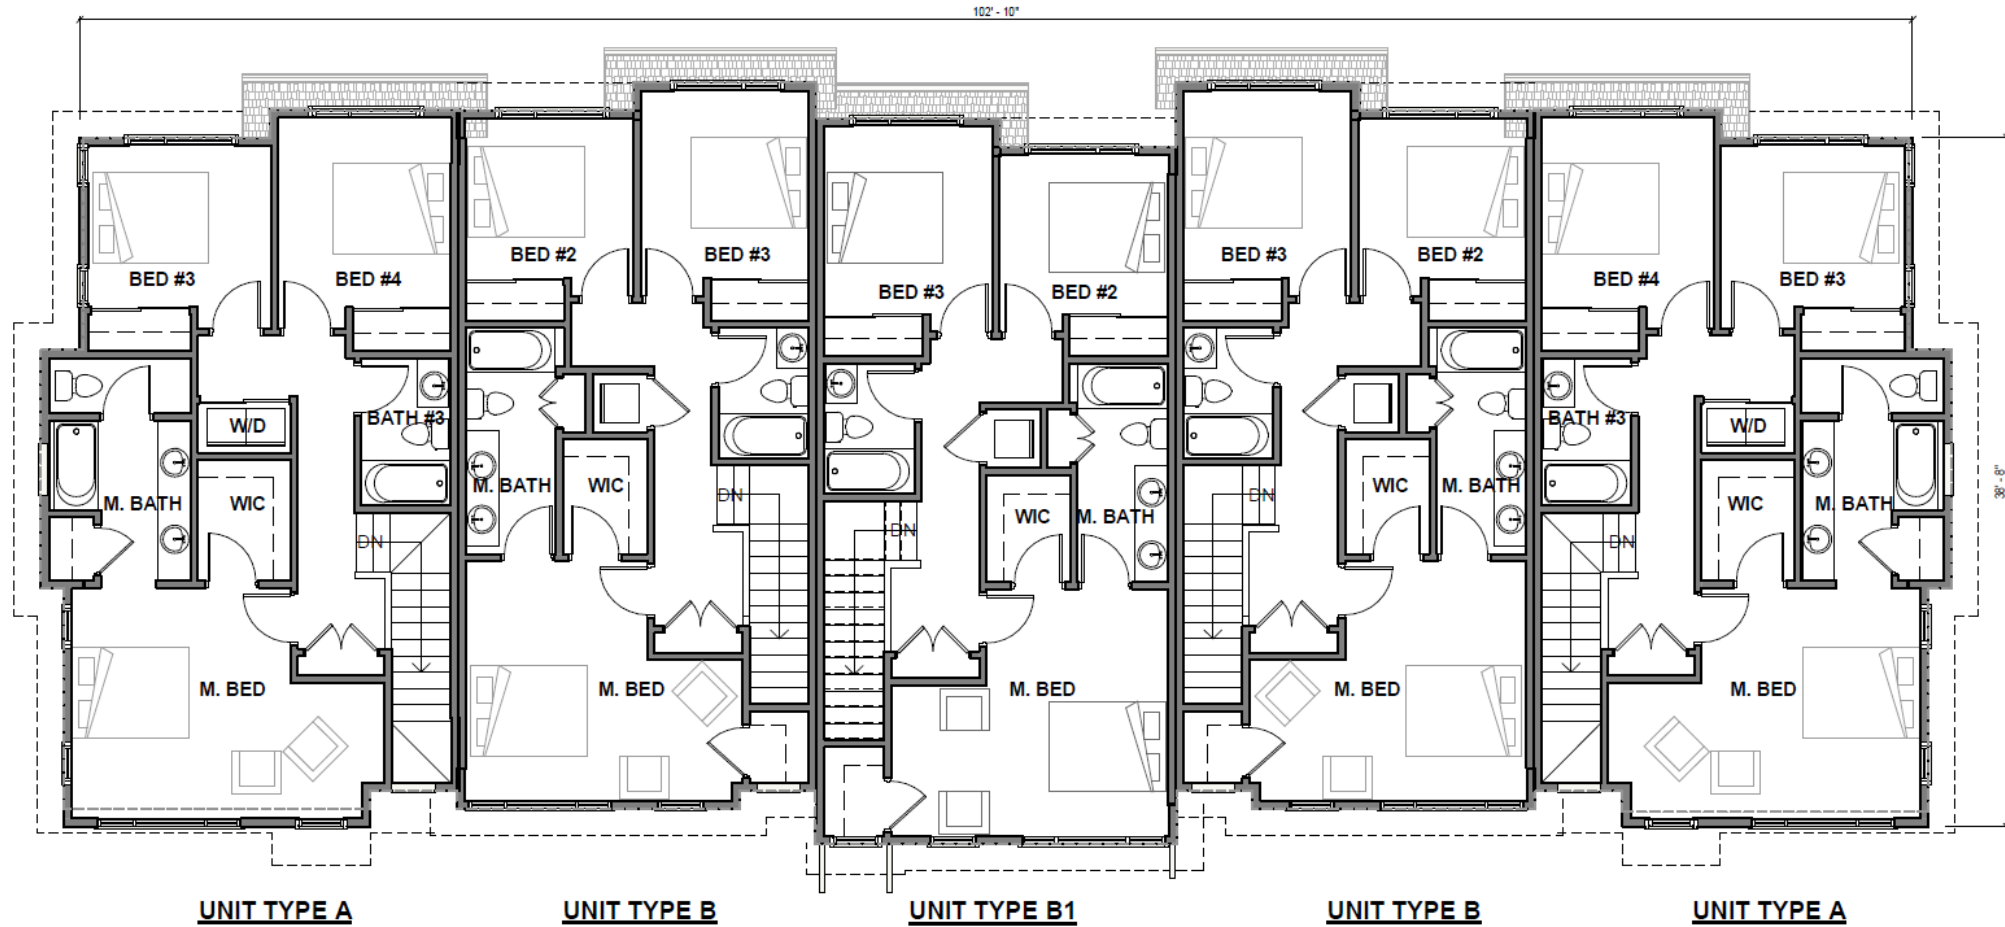 102' - 10"
BED #3
BED #4
BED #2
BED #3
BED #3
BED #2
BED #3
BED #2
BED #4
BED #3
BATH #3
W/D
M. BATH
WIC
DN
M. BED
M. BATH
WIC
DN
M. BED
DN
WIC
M. BATH
M. BED
DN
WIC
M. BATH
M. BED
BATH #3
W/D
DN
WIC
M. BATH
M. BED
38' - 8"
UNIT TYPE A
UNIT TYPE B
UNIT TYPE B1
UNIT TYPE B
UNIT TYPE A